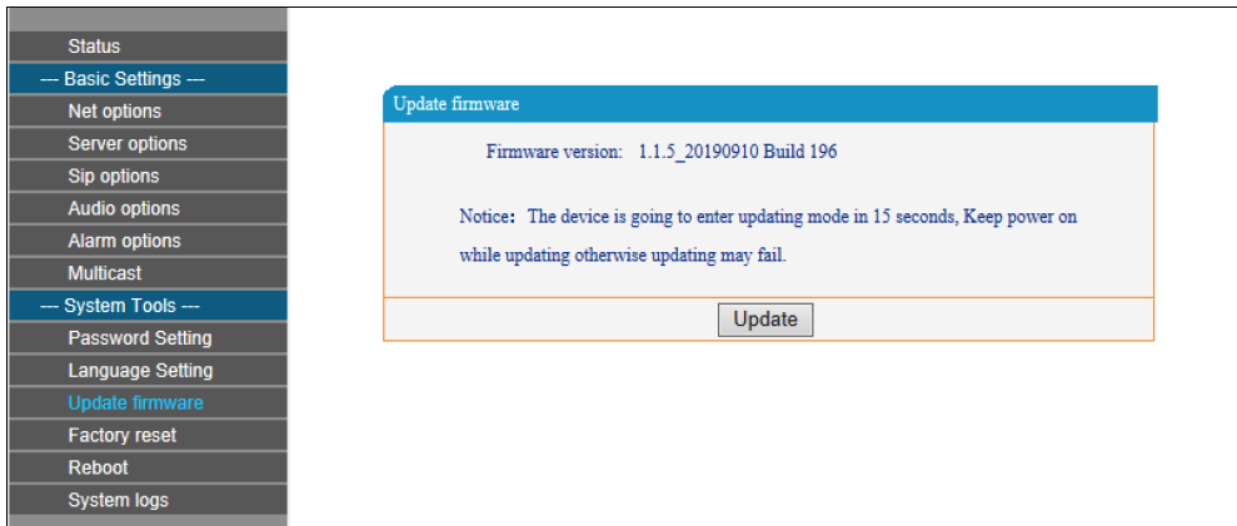 Status
--- Basic Settings ---
Net options
Server options
Sip options
Audio options
Alarm options
Multicast
--- System Tools ---
Password Setting
Language Setting
Update firmware
Factory reset
Reboot
System logs
Update firmware
Firmware version: 1.1.5_20190910 Build 196
Notice: The device is going to enter updating mode in 15 seconds, Keep power on
while updating otherwise updating may fail.
Update